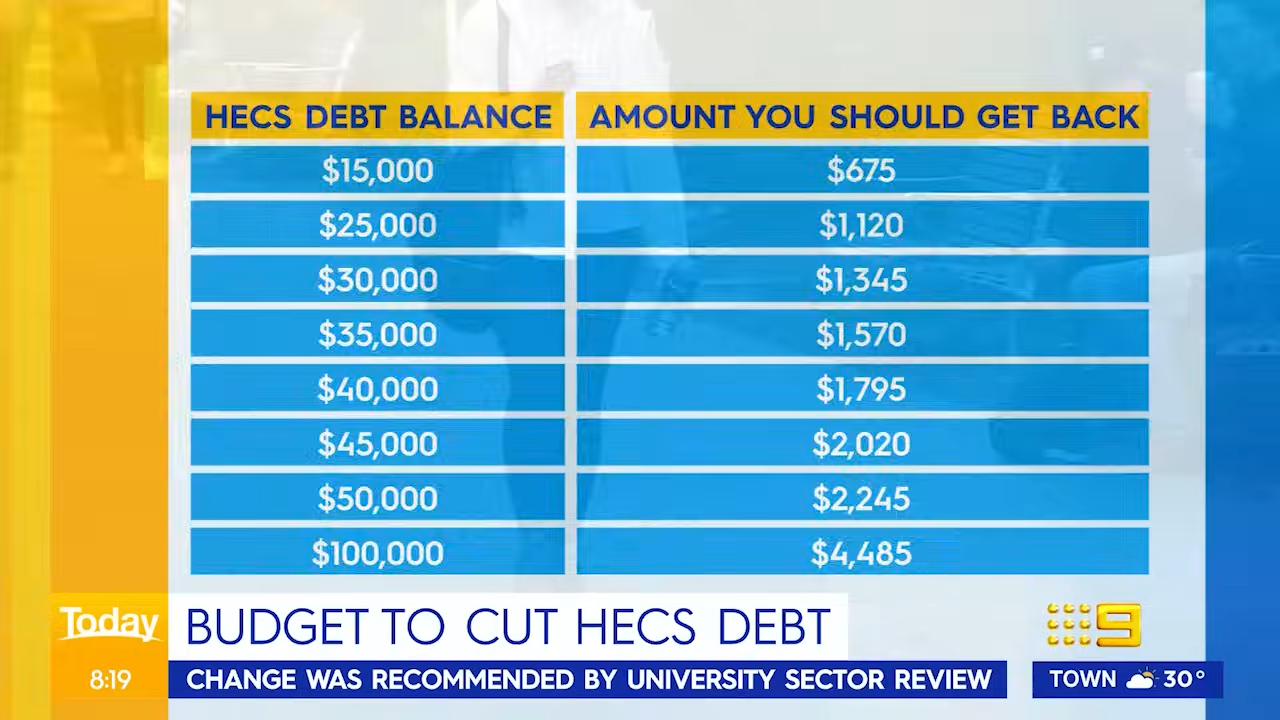 HECS DEBT BALANCE AMOUNT YOU SHOULD GET BACK
$15,000 $675
$25,000 $1,120
$30,000 $1,345
$35,000 $1,570
$40,000 $1,795
$45,000 $2,020
$50,000 $2,245
$100,000 $4,485
Today BUDGET TO CUT HECS DEBT 9
8:19 CHANGE WAS RECOMMENDED BY UNIVERSITY SECTOR REVIEW TOWN 30°